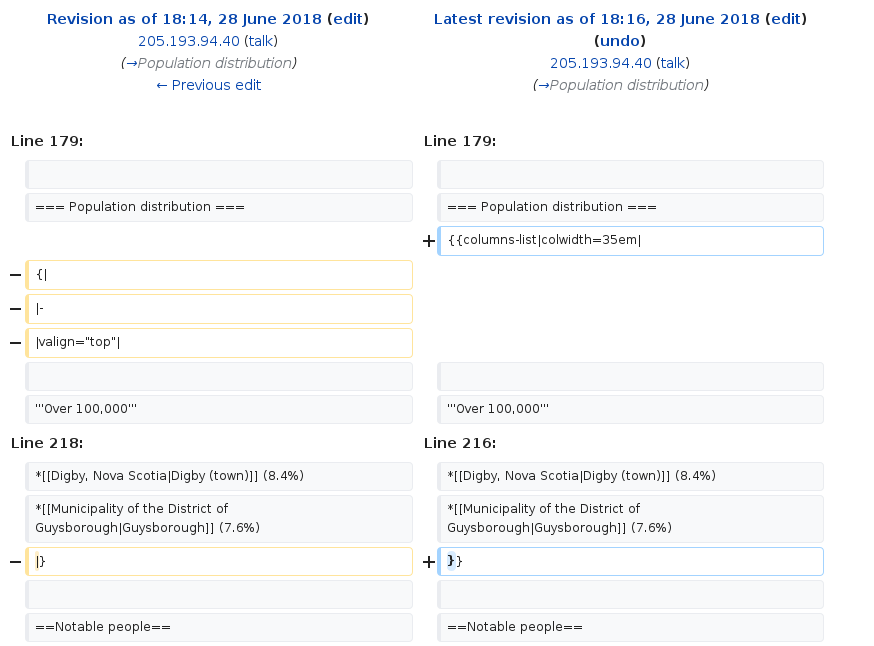 Revision as of 18:14, 28 June 2018 (edit)
205.193.94.40 (talk)
(→Population distribution)
← Previous edit
Latest revision as of 18:16, 28 June 2018 (edit)
(undo)
205.193.94.40 (talk)
(→Population distribution)
Line 179:
Line 179:
=== Population distribution ===
=== Population distribution ===
+ {{columns-list|colwidth=35em|
− {|
− |-
− |valign="top"|
'''Over 100,000'''
'''Over 100,000'''
Line 218:
Line 216:
*[[Digby, Nova Scotia|Digby (town)]] (8.4%)
*[[Digby, Nova Scotia|Digby (town)]] (8.4%)
*[[Municipality of the District of
Guysborough|Guysborough]] (7.6%)
*[[Municipality of the District of
Guysborough|Guysborough]] (7.6%)
− |}
+ }}
==Notable people==
==Notable people==